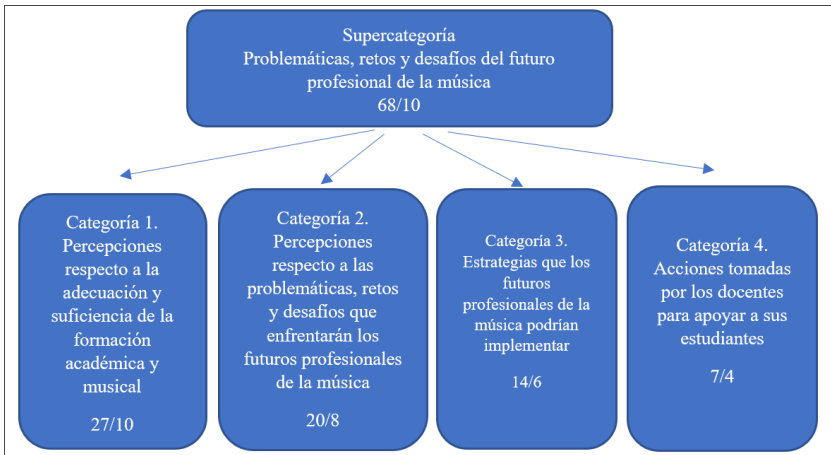 Supercategoría
Problemáticas, retos y desafíos del futuro
profesional de la música
68/10
Categoría 1.
Percepciones
respecto a la
adecuación y
suficiencia de la
formación
académica y
musical
27/10
Categoría 2.
Percepciones
respecto a las
problemáticas, retos
y desafíos que
enfrentarán los
futuros profesionales
de la música
20/8
Categoría 3.
Estrategias que los
futuros
profesionales de la
música podrían
implementar
14/6
Categoría 4.
Acciones tomadas
por los docentes
para apoyar a sus
estudiantes
7/4